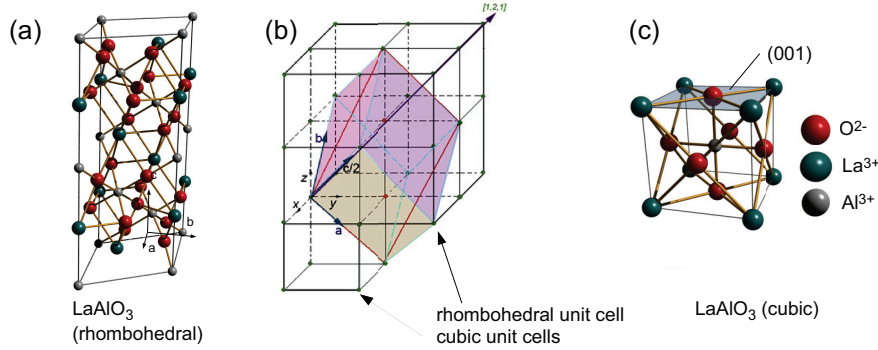 (a)
b
a
LaAlO₃
(rhombohedral)
(b)
[1,2,1]
b
c/2
z
x
y
a
rhombohedral unit cell
cubic unit cells
(c)
(001)
O²⁻
La³⁺
Al³⁺
LaAlO₃ (cubic)